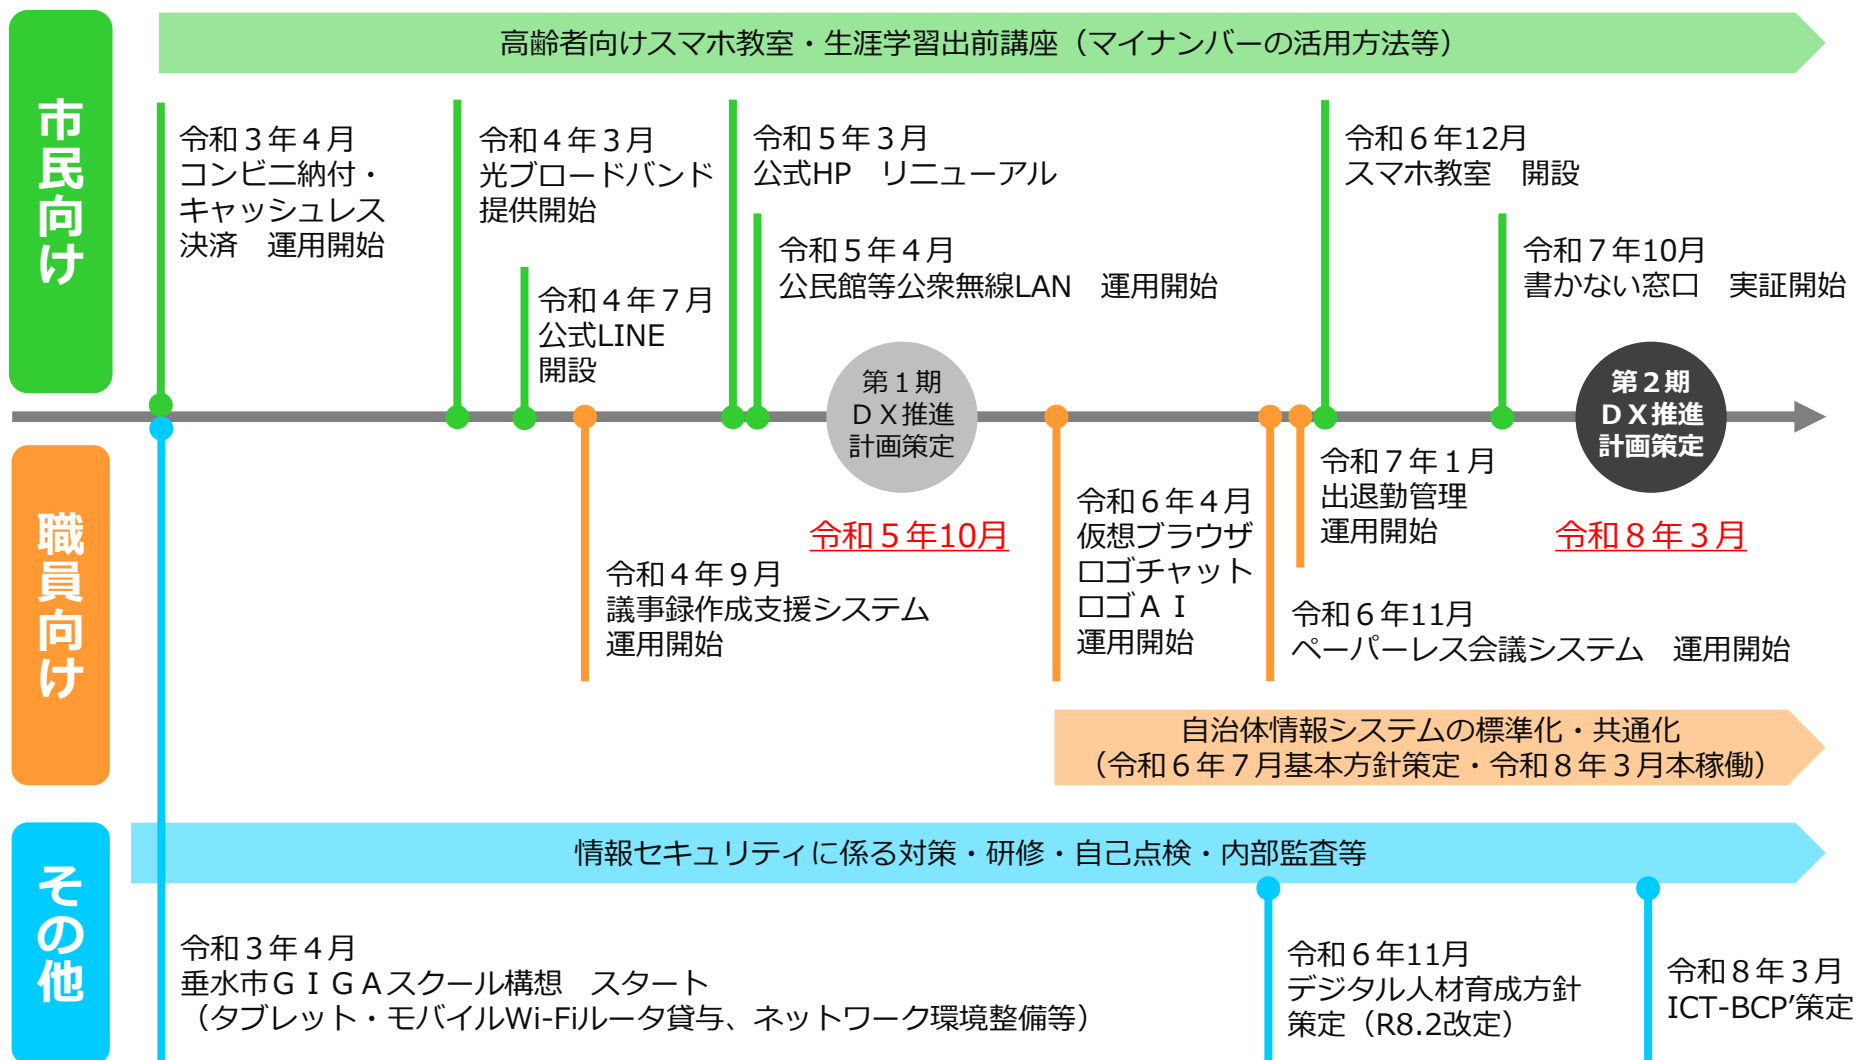 市民向け
高齢者向けスマホ教室・生涯学習出前講座（マイナンバーの活用方法等）
令和３年４月
コンビニ納付・
キャッシュレス
決済　運用開始
令和４年３月
光ブロードバンド
提供開始
令和４年７月
公式LINE
開設
令和５年３月
公式HP　リニューアル
令和５年４月
公民館等公衆無線LAN　運用開始
令和６年12月
スマホ教室　開設
令和７年10月
書かない窓口　実証開始
第１期
ＤＸ推進
計画策定
令和５年10月
第２期
ＤＸ推進
計画策定
令和８年３月
職員向け
令和４年９月
議事録作成支援システム
運用開始
令和６年４月
仮想ブラウザ
ロゴチャット
ロゴＡＩ
運用開始
令和７年１月
出退勤管理
運用開始
令和６年11月
ペーパーレス会議システム　運用開始
自治体情報システムの標準化・共通化
（令和６年７月基本方針策定・令和８年３月本稼働）
その他
情報セキュリティに係る対策・研修・自己点検・内部監査等
令和３年４月
垂水市ＧＩＧＡスクール構想　スタート
（タブレット・モバイルWi-Fiルータ貸与、ネットワーク環境整備等）
令和６年11月
デジタル人材育成方針
策定（R8.2改定）
令和８年３月
ICT-BCP’策定